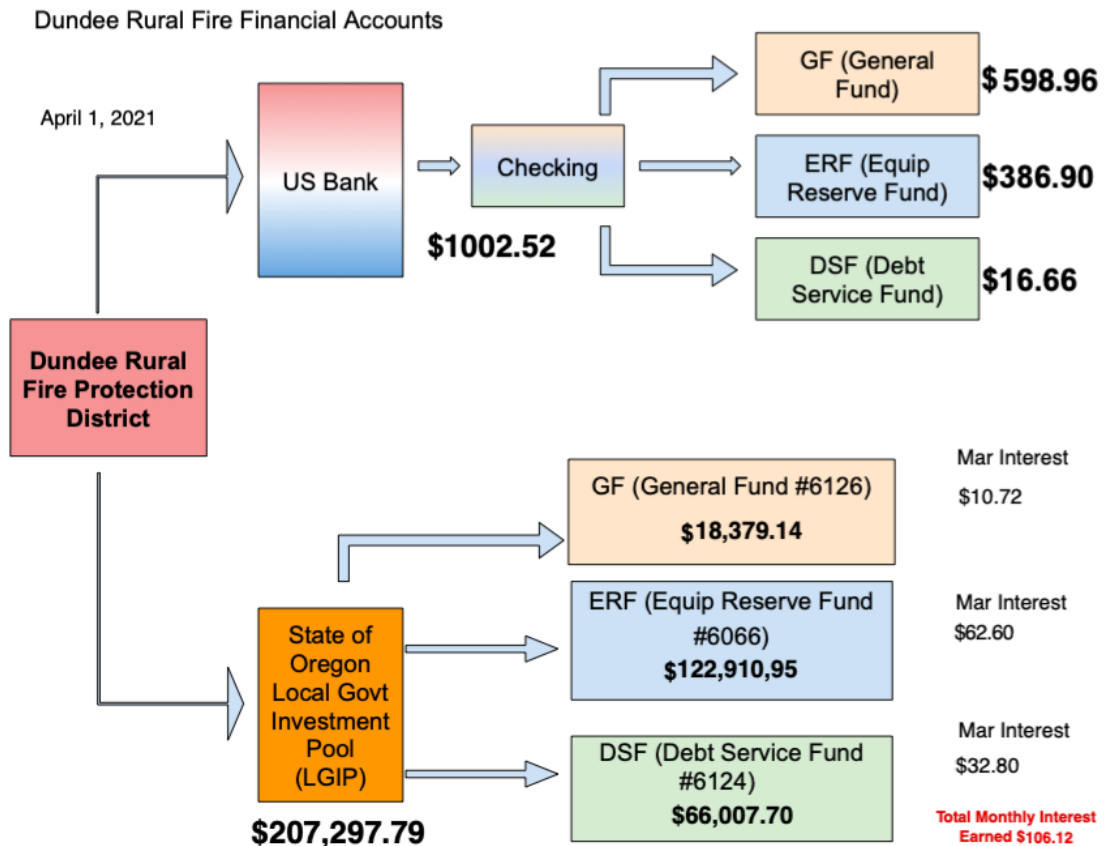 Dundee Rural Fire Financial Accounts
April 1, 2021
US Bank
Checking
$1002.52
GF (General
Fund)
$598.96
ERF (Equip
Reserve Fund)
$386.90
DSF (Debt
Service Fund)
$16.66
Dundee Rural
Fire Protection
District
State of
Oregon
Local Govt
Investment
Pool
(LGIP)
$207,297.79
GF (General Fund #6126)
$18,379.14
Mar Interest
$10.72
ERF (Equip Reserve Fund
#6066)
$122,910,95
Mar Interest
$62.60
DSF (Debt Service Fund
#6124)
$66,007.70
Mar Interest
$32.80
Total Monthly Interest
Earned $106.12